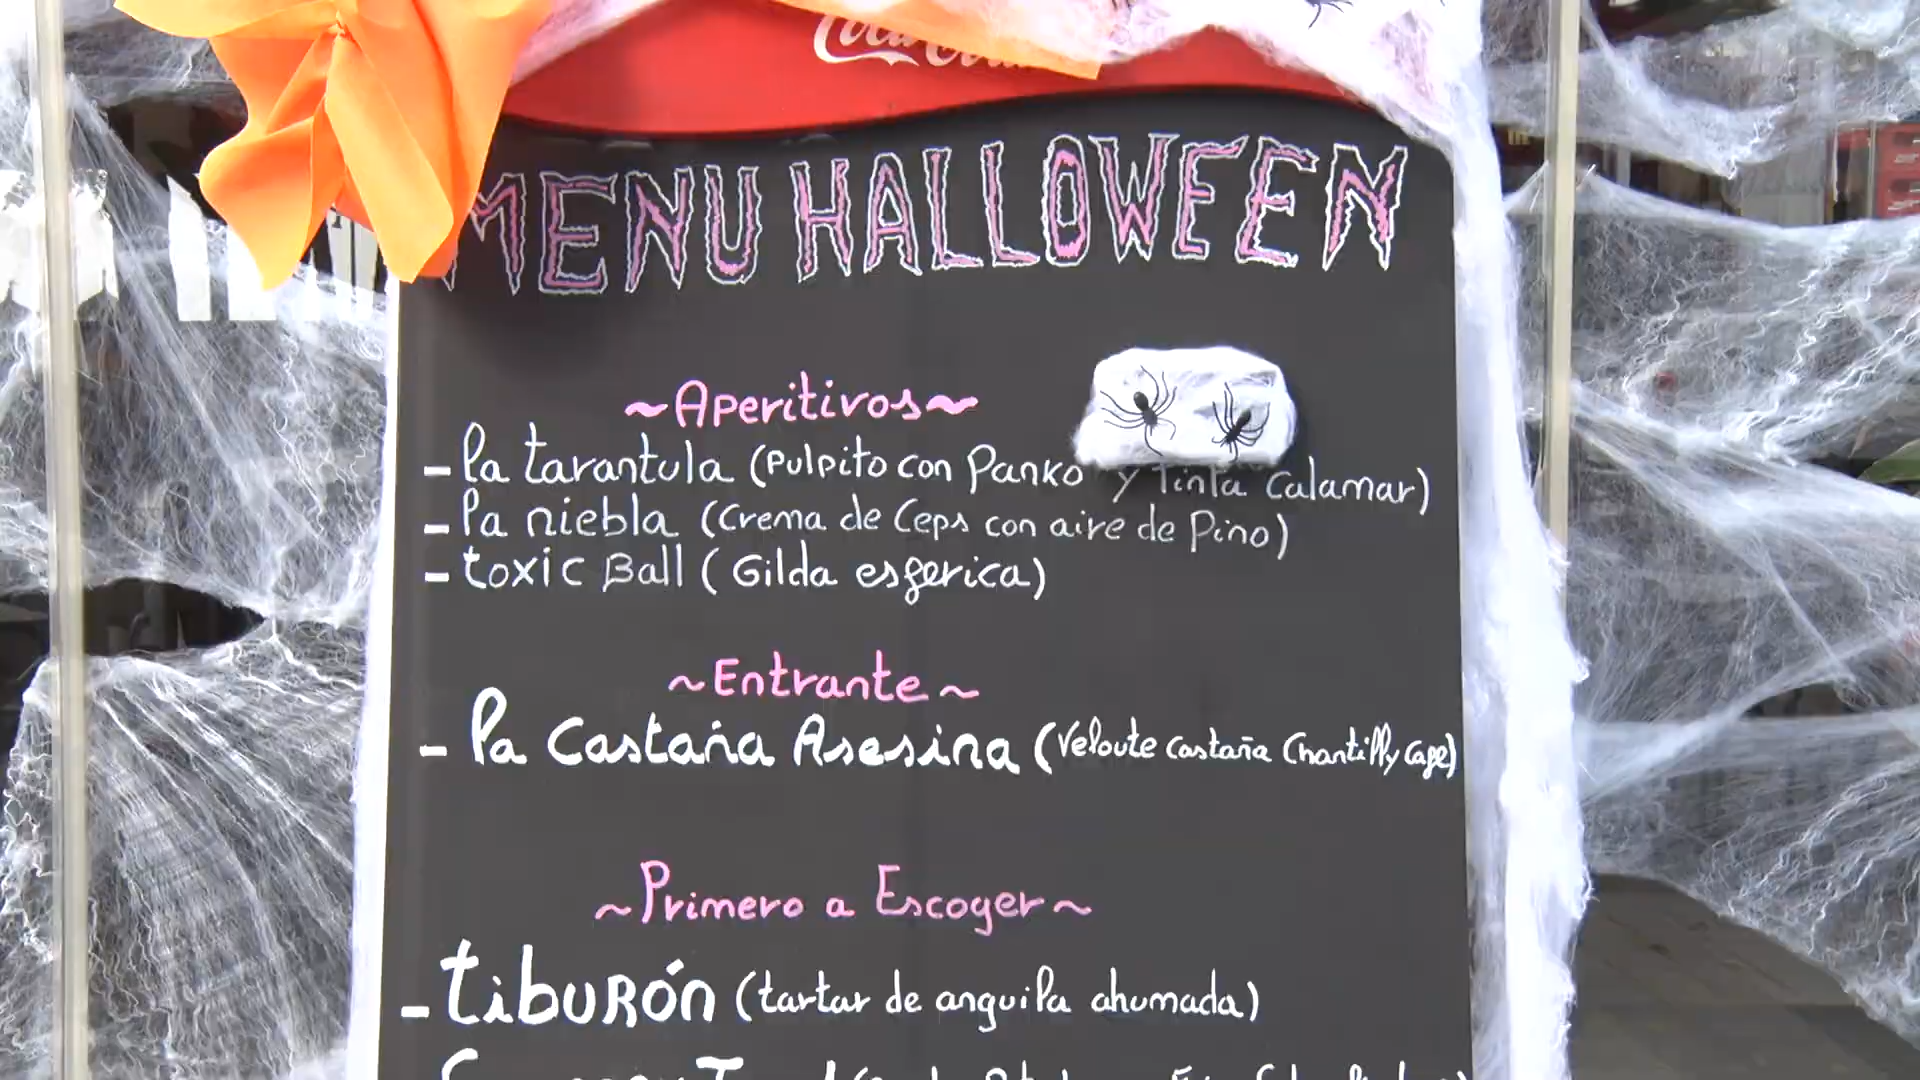 Coca-Cola
MENU HALLOWEEN
~Aperitivos~
- la tarantula (Pulpito con Panko y Tinta Calamar)
- la niebla (Crema de Ceps con aire de Pino)
- toxic Ball (Gilda esferica)
~Entrante~
- la Castaña Asesina (Veloute castaña Chantilly cafe)
~Primero a Escoger~
- tiburón (tartar de anguila ahumada)